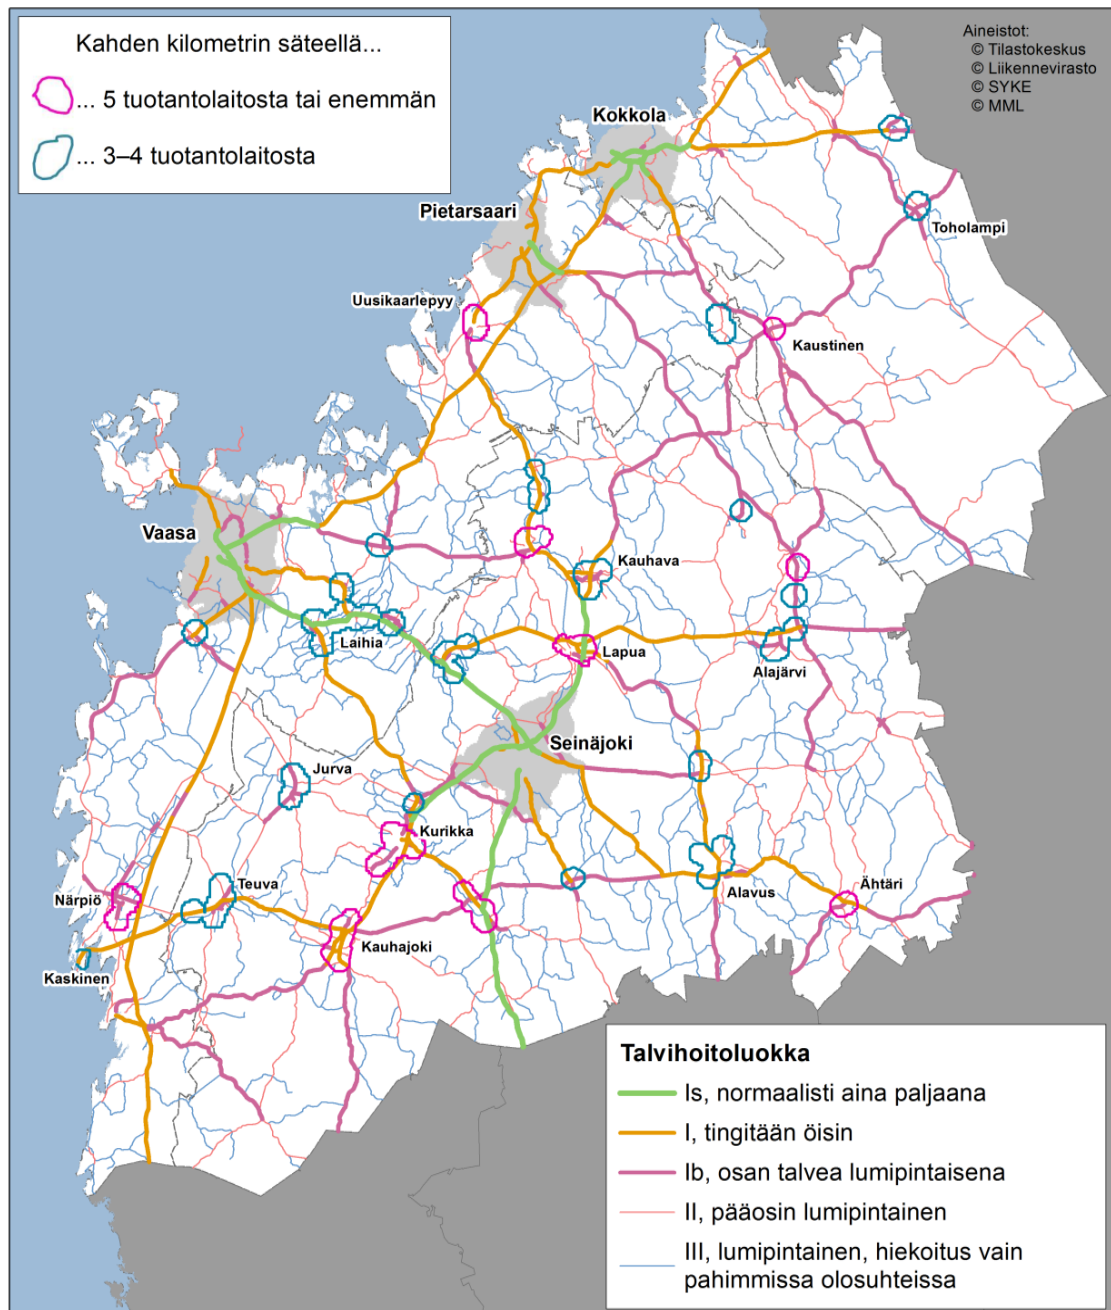 Kahden kilometrin säteellä...
... 5 tuotantolaitosta tai enemmän
... 3–4 tuotantolaitosta
Aineistot:
© Tilastokeskus
© Liikennevirasto
© SYKE
© MML
Kokkola
Pietarsaari
Toholampi
Uusikaarlepyy
Kaustinen
Vaasa
Kauhava
Laihia
Lapua
Alajärvi
Seinäjoki
Jurva
Kurikka
Teuva
Närpiö
Alavus
Ähtäri
Kauhajoki
Kaskinen
Talvihoitoluokka
Is, normaalisti aina paljaana
I, tingitään öisin
Ib, osan talvea lumipintaisena
II, pääosin lumipintainen
III, lumipintainen, hiekoitus vain
pahimmissa olosuhteissa